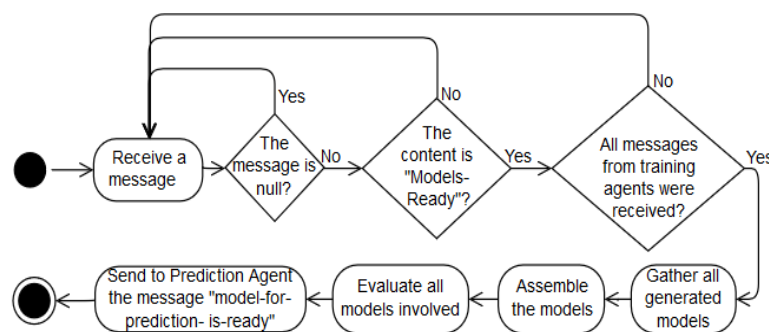 No
No
Yes
Receive a
message
The
message is
null?
No
The
content is
"Models-
Ready"?
Yes
All messages
from training
agents were
received?
Yes
Send to Prediction Agent
the message "model-for-
prediction- is-ready"
Evaluate all
models involved
Assemble
the models
Gather all
generated
models